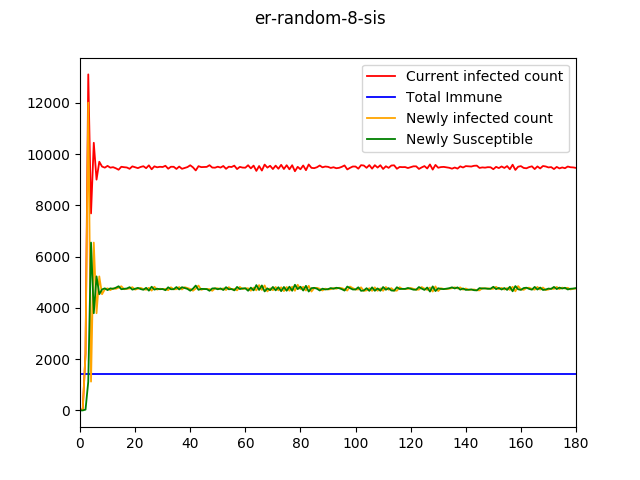 er-random-8-sis
Current infected count
Total Immune
Newly infected count
Newly Susceptible
12000
10000
8000
6000
4000
2000
0
0 20 40 60 80 100 120 140 160 180